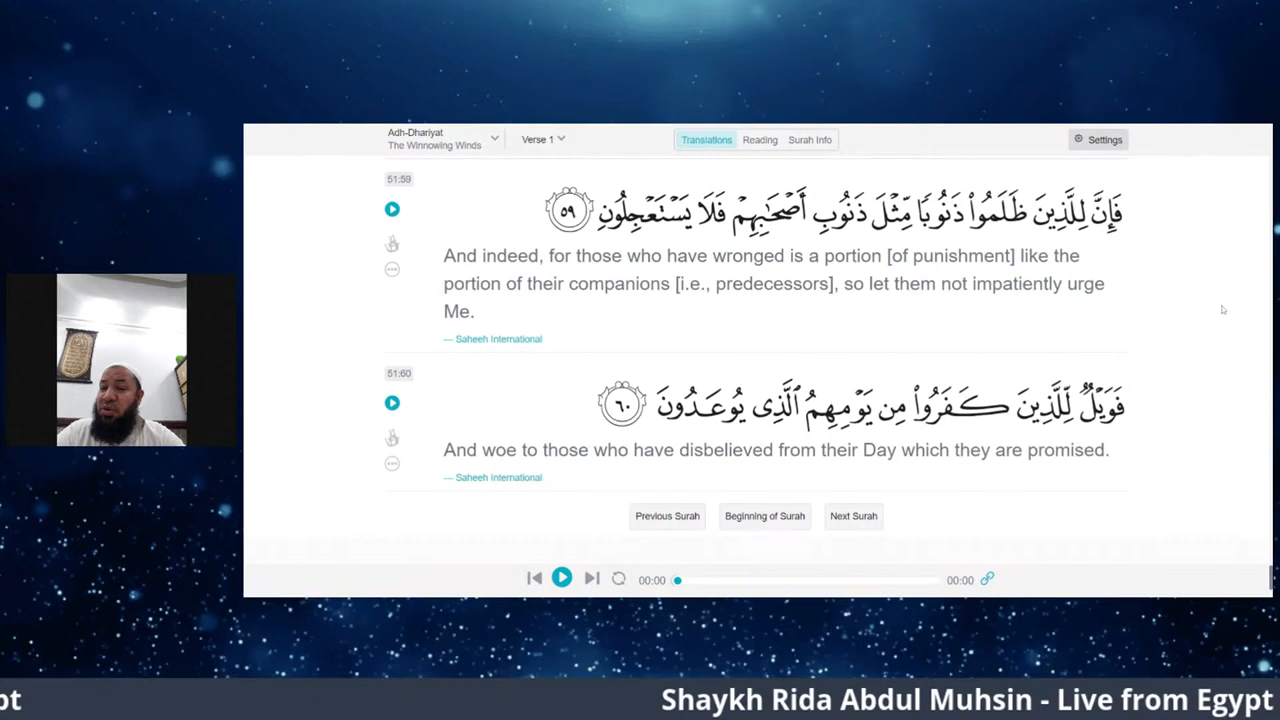 Adh-Dhariyat
The Winnowing Winds
Verse 1
Translations Reading Surah Info
Settings
51:59
فَإِنَّ لِلَّذِينَ ظَلَمُوا۟ ذَنُوبًا مِّثْلَ ذَنُوبِ أَصْحَـٰبِهِمْ فَلَا يَسْتَعْجِلُونِ ٥٩
And indeed, for those who have wronged is a portion [of punishment] like the
portion of their companions [i.e., predecessors], so let them not impatiently urge
Me.
— Saheeh International
51:60
فَوَيْلٌ لِّلَّذِينَ كَفَرُوا۟ مِن يَوْمِهِمُ ٱلَّذِى يُوعَدُونَ ٦٠
And woe to those who have disbelieved from their Day which they are promised.
— Saheeh International
Previous Surah Beginning of Surah Next Surah
00:00 00:00
pt Shaykh Rida Abdul Muhsin - Live from Egypt